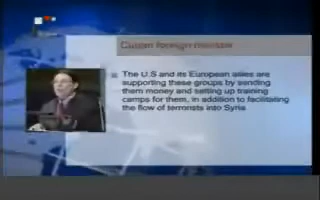 Cuban foreign minister
The U.S and its European allies are
supporting these groups by sending
them money and setting up training
camps for them, in addition to facilitating
the flow of terrorists into Syria.